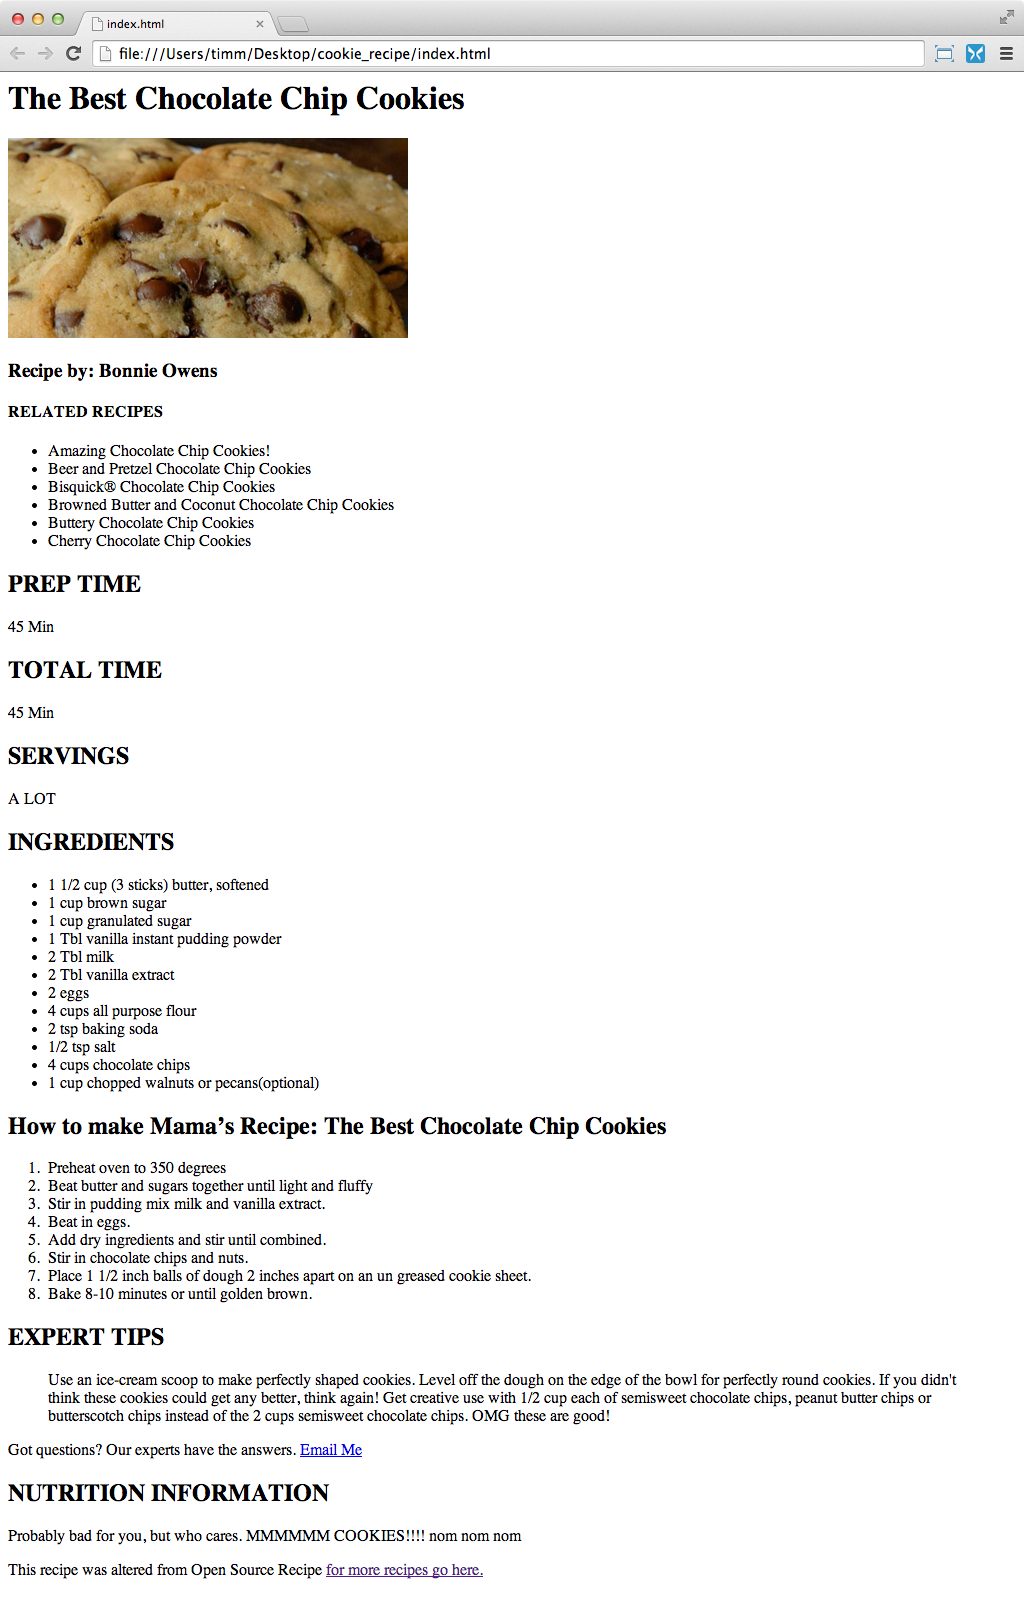 index.html
file:///Users/timm/Desktop/cookie_recipe/index.html
The Best Chocolate Chip Cookies
Recipe by: Bonnie Owens
RELATED RECIPES
• Amazing Chocolate Chip Cookies!
• Beer and Pretzel Chocolate Chip Cookies
• Bisquick® Chocolate Chip Cookies
• Browned Butter and Coconut Chocolate Chip Cookies
• Buttery Chocolate Chip Cookies
• Cherry Chocolate Chip Cookies
PREP TIME
45 Min
TOTAL TIME
45 Min
SERVINGS
A LOT
INGREDIENTS
• 1 1/2 cup (3 sticks) butter, softened
• 1 cup brown sugar
• 1 cup granulated sugar
• 1 Tbl vanilla instant pudding powder
• 2 Tbl milk
• 2 Tbl vanilla extract
• 2 eggs
• 4 cups all purpose flour
• 2 tsp baking soda
• 1/2 tsp salt
• 4 cups chocolate chips
• 1 cup chopped walnuts or pecans(optional)
How to make Mama’s Recipe: The Best Chocolate Chip Cookies
1. Preheat oven to 350 degrees
2. Beat butter and sugars together until light and fluffy
3. Stir in pudding mix milk and vanilla extract.
4. Beat in eggs.
5. Add dry ingredients and stir until combined.
6. Stir in chocolate chips and nuts.
7. Place 1 1/2 inch balls of dough 2 inches apart on an un greased cookie sheet.
8. Bake 8-10 minutes or until golden brown.
EXPERT TIPS
Use an ice-cream scoop to make perfectly shaped cookies. Level off the dough on the edge of the bowl for perfectly round cookies. If you didn't
think these cookies could get any better, think again! Get creative use with 1/2 cup each of semisweet chocolate chips, peanut butter chips or
butterscotch chips instead of the 2 cups semisweet chocolate chips. OMG these are good!
Got questions? Our experts have the answers. Email Me
NUTRITION INFORMATION
Probably bad for you, but who cares. MMMMMM COOKIES!!!! nom nom nom
This recipe was altered from Open Source Recipe for more recipes go here.